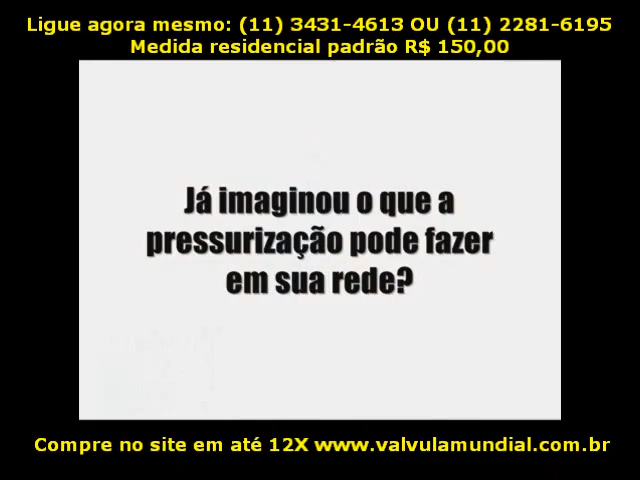 Ligue agora mesmo: (11) 3431-4613 OU (11) 2281-6195
Medida residencial padrão R$ 150,00
Já imaginou o que a
pressurização pode fazer
em sua rede?
Compre no site em até 12X www.valvulamundial.com.br